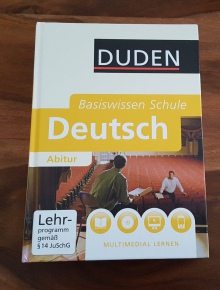 DUDEN
Basiswissen Schule
Deutsch
Abitur
Lehr-
programm
gemäß
§ 14 JuSchG
MULTIMEDIAL LERNEN